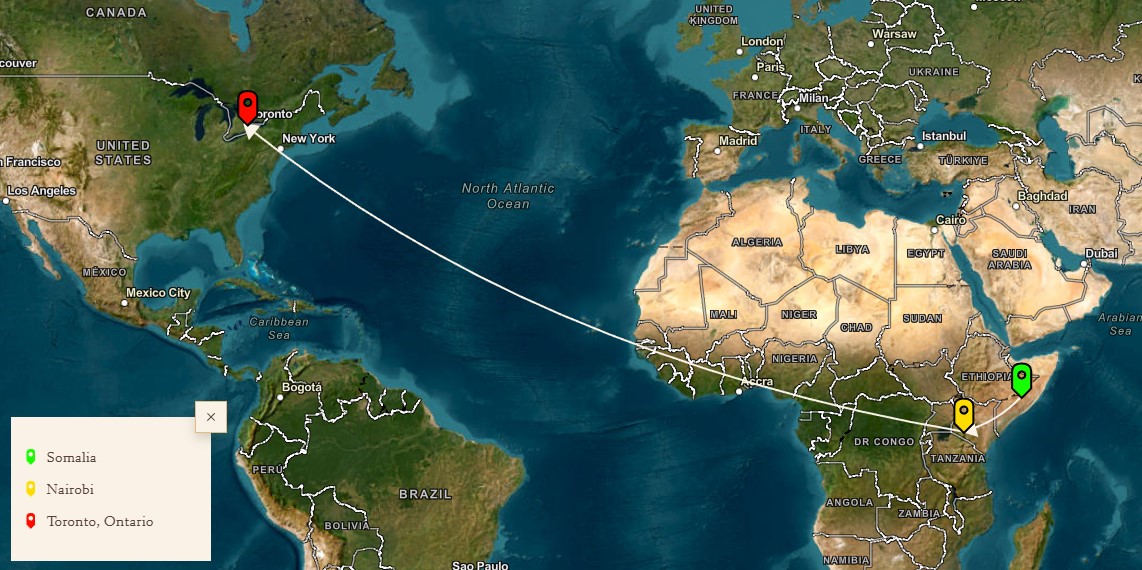 CANADA
UNITED
KINGDOM
London
Warsaw
couver
Paris
UKRAINE
FRANCE
Milan
oronto
New York
ITALY
Istanbul
Madrid
GREECE
TÜRKIYE
UNITED
STATES
n Francisco
Los Angeles
North Atlantic
Ocean
Baghdad
IRAN
Cairo
ALGERIA
LIBYA
EGYPT
SAUDI
ARABIA
Dubai
MÉXICO
Mexico City
MALI
NIGER
CHAD
SUDAN
Arabian
Sea
Caribbean
Sea
NIGERIA
ETHIOPIA
Accra
Bogotá
DR CONGO
TANZANIA
PERÚ
BRAZIL
ANGOLA
ZAMBIA
BOLIVIA
NAMIBIA
Sao Paulo
×
Somalia
Nairobi
Toronto, Ontario